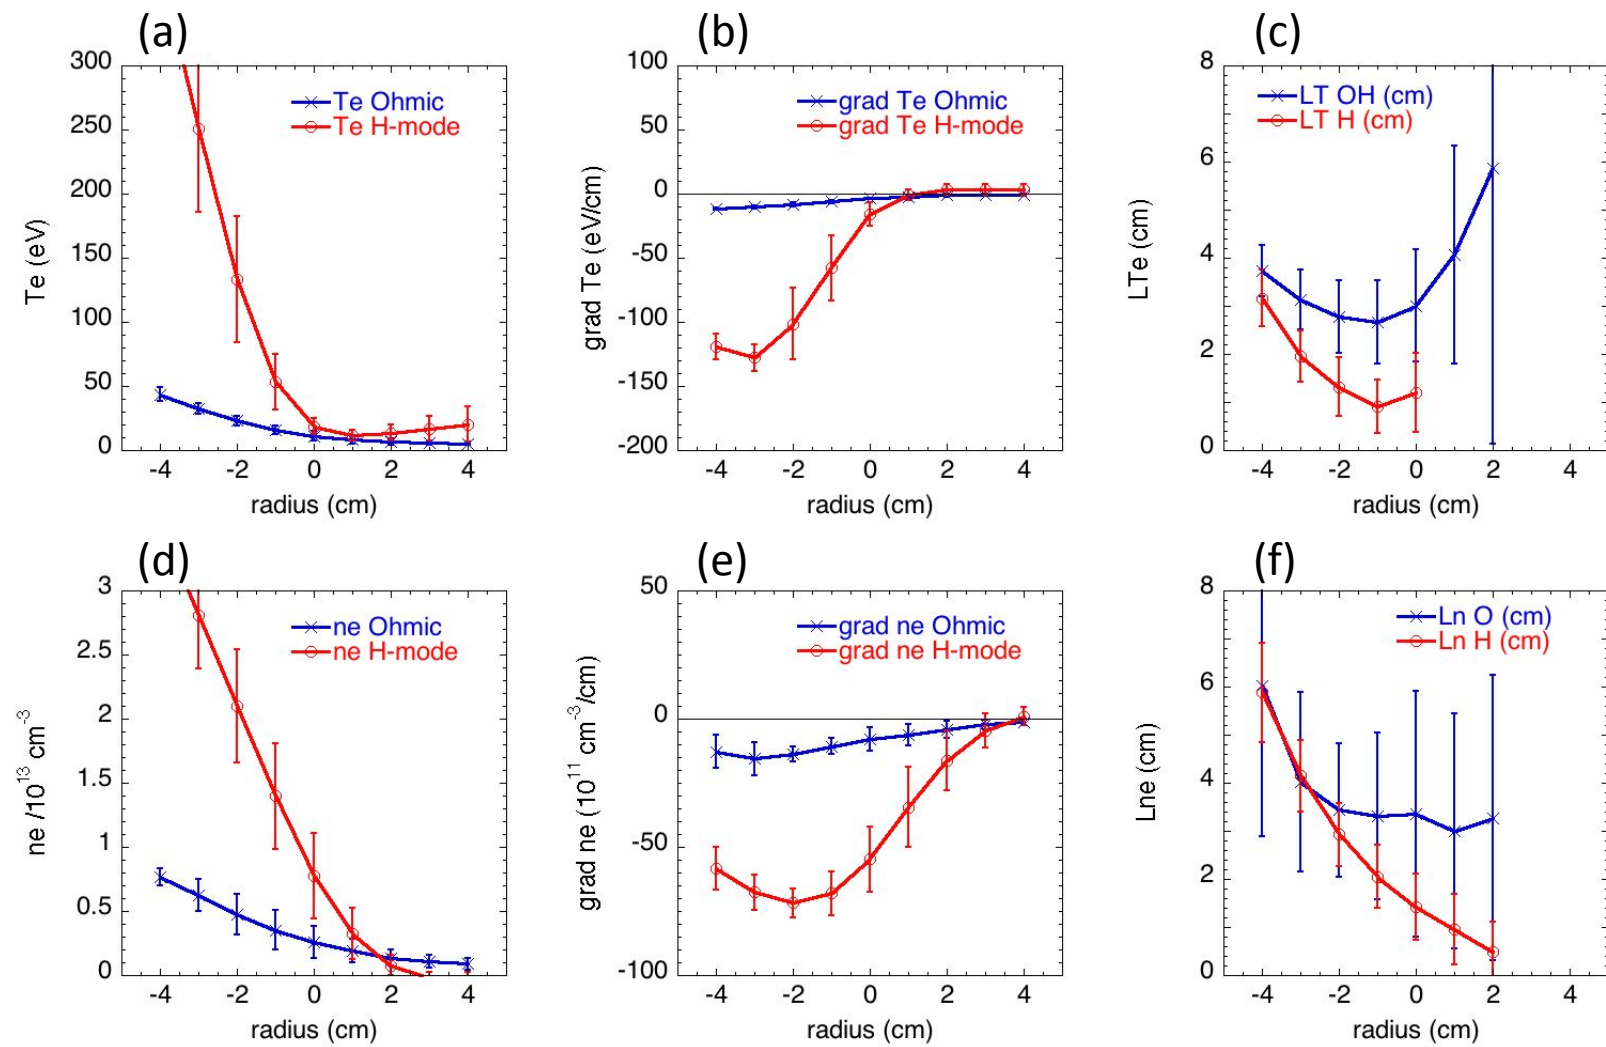 (a)
Te (eV)
300
250
200
150
100
50
0
Te Ohmic
Te H-mode
-4 -2 0 2 4
radius (cm)
(b)
grad Te (eV/cm)
100
50
0
-50
-100
-150
-200
grad Te Ohmic
grad Te H-mode
-4 -2 0 2 4
radius (cm)
(c)
LTe (cm)
8
6
4
2
0
LT OH (cm)
LT H (cm)
-4 -2 0 2 4
radius (cm)
(d)
ne /10^13 cm^-3
3
2.5
2
1.5
1
0.5
0
ne Ohmic
ne H-mode
-4 -2 0 2 4
radius (cm)
(e)
grad ne (10^11 cm^-3/cm)
50
0
-50
-100
grad ne Ohmic
grad ne H-mode
-4 -2 0 2 4
radius (cm)
(f)
Lne (cm)
8
6
4
2
0
Ln O (cm)
Ln H (cm)
-4 -2 0 2 4
radius (cm)